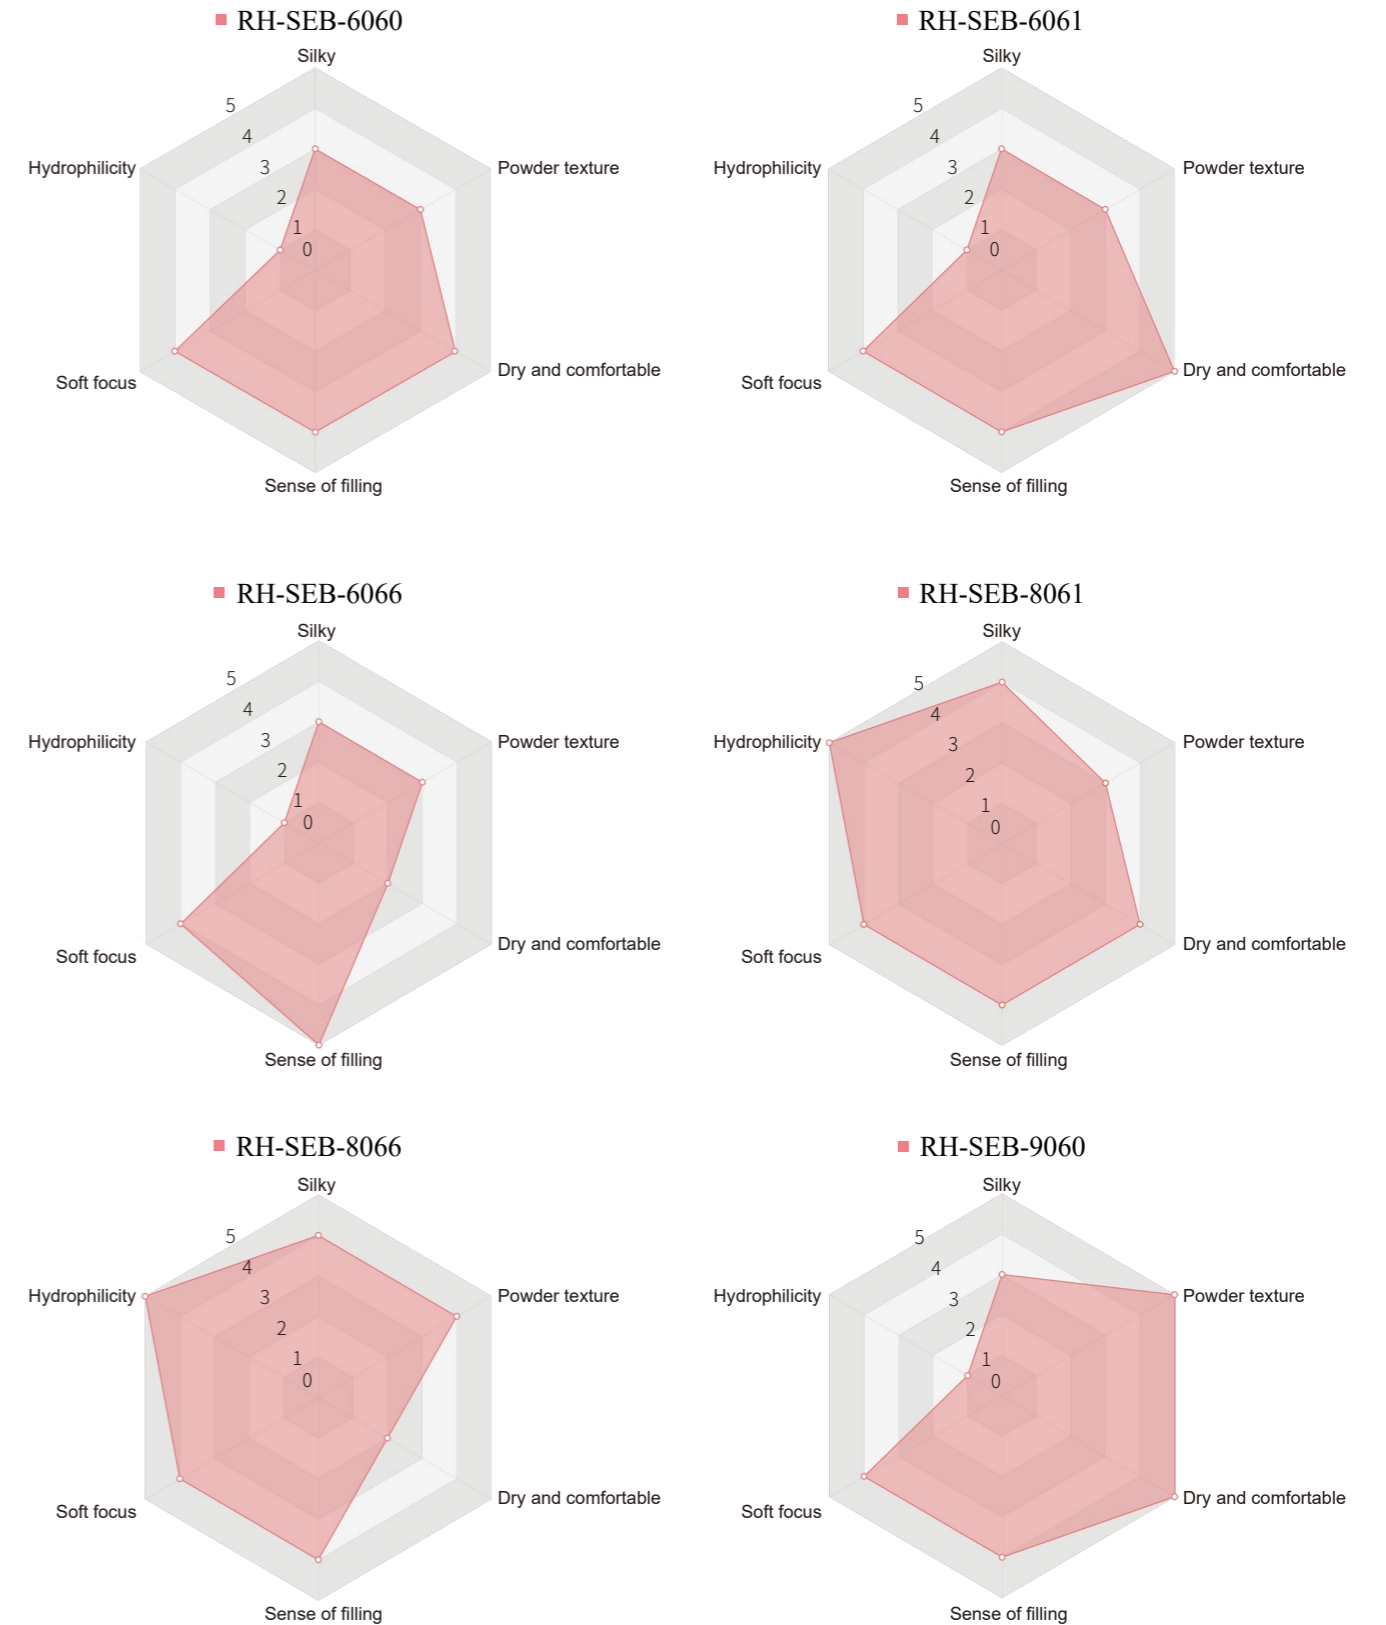 RH-SEB-6060
Silky
5
4
3
2
1
0
Hydrophilicity
Powder texture
Soft focus
Dry and comfortable
Sense of filling
RH-SEB-6061
Silky
5
4
3
2
1
0
Hydrophilicity
Powder texture
Soft focus
Dry and comfortable
Sense of filling
RH-SEB-6066
Silky
5
4
3
2
1
0
Hydrophilicity
Powder texture
Soft focus
Dry and comfortable
Sense of filling
RH-SEB-8061
Silky
5
4
3
2
1
0
Hydrophilicity
Powder texture
Soft focus
Dry and comfortable
Sense of filling
RH-SEB-8066
Silky
5
4
3
2
1
0
Hydrophilicity
Powder texture
Soft focus
Dry and comfortable
Sense of filling
RH-SEB-9060
Silky
5
4
3
2
1
0
Hydrophilicity
Powder texture
Soft focus
Dry and comfortable
Sense of filling